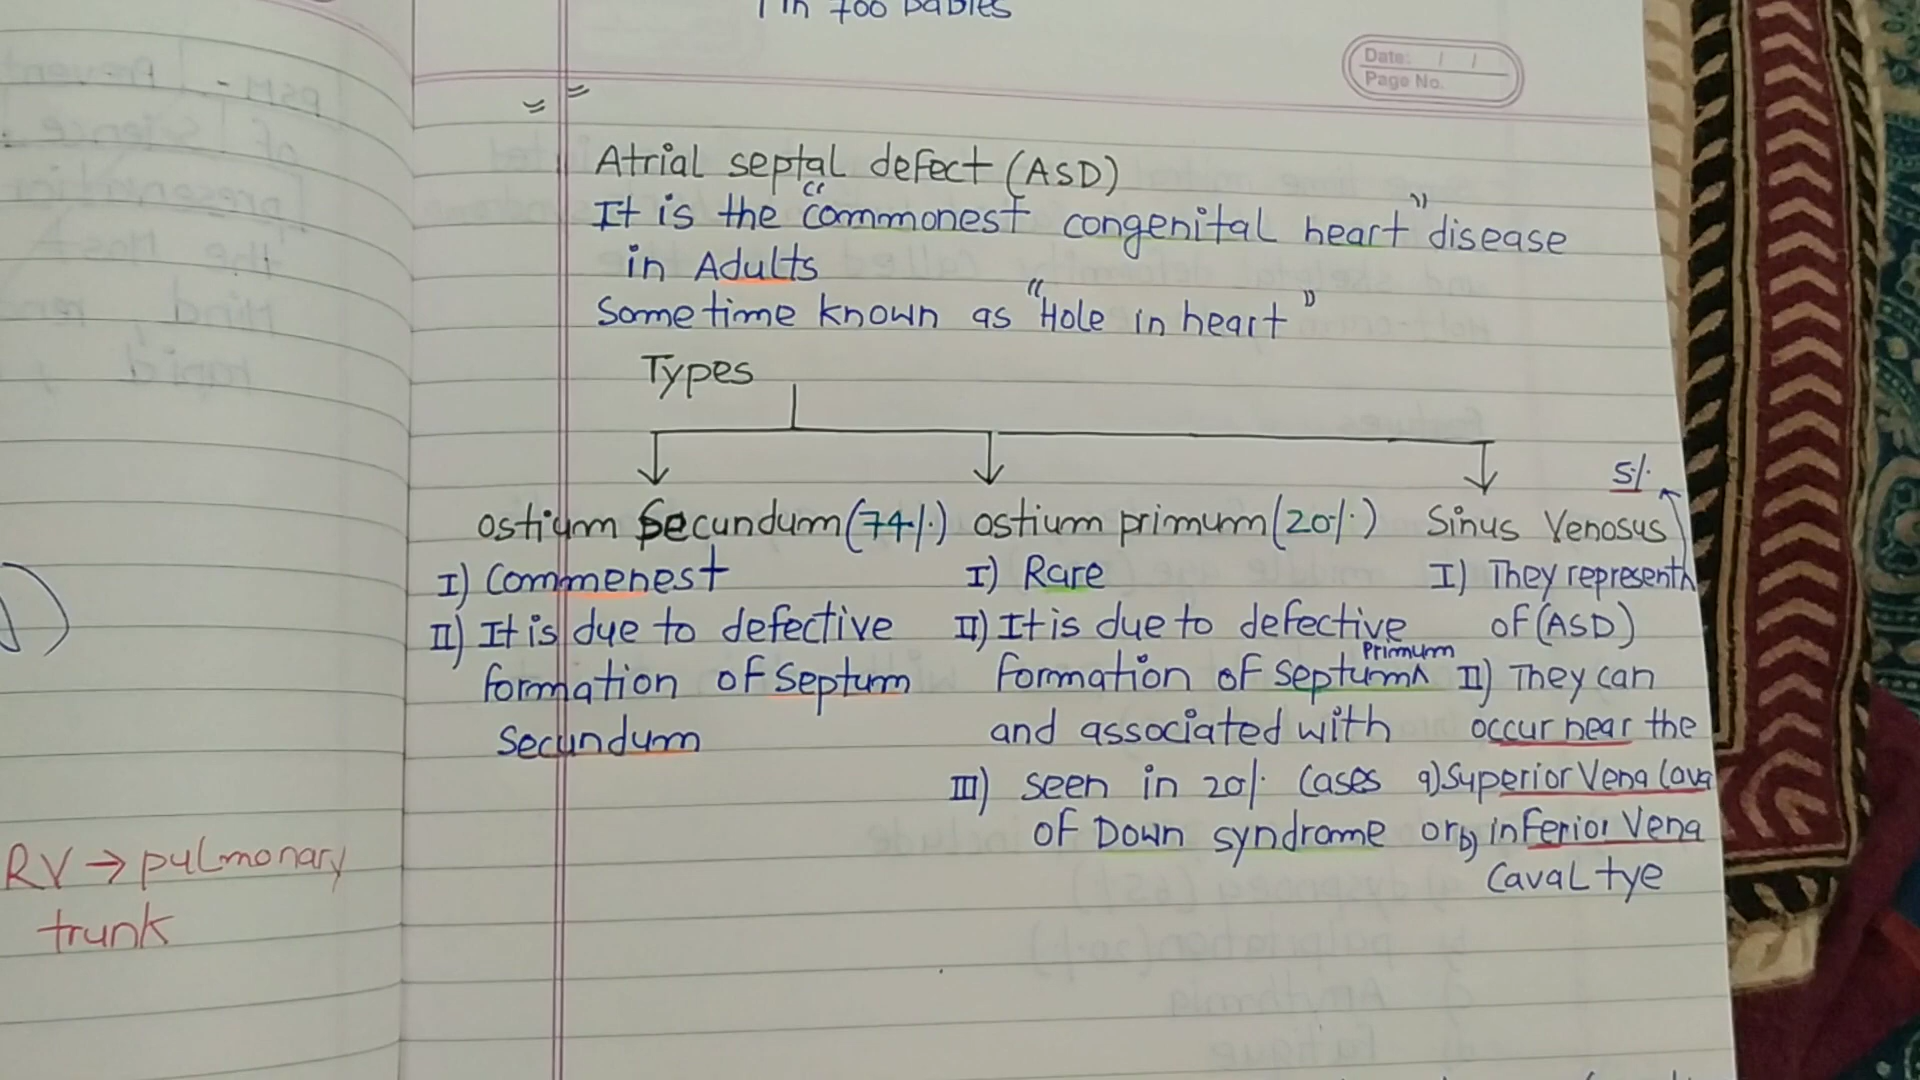 1 in 700 babies
Date: / /
Page No.
Atrial septal defect (ASD)
It is the "commonest congenital heart" disease
in Adults
Sometime known as "Hole in heart"
Types
5%
ostium Secundum (74%)
I) Commenest
II) It is due to defective
formation of Septum
Secundum
ostium primum (20%)
I) Rare
II) It is due to defective
formation of septum ^ Primum
and associated with
III) seen in 20% Cases
of Down syndrome
Sinus Venosus
I) They represent
of (ASD)
II) They can
occur near the
a) Superior Vena Cava
or b) inferior Vena
Caval tye
RV → pulmonary
trunk